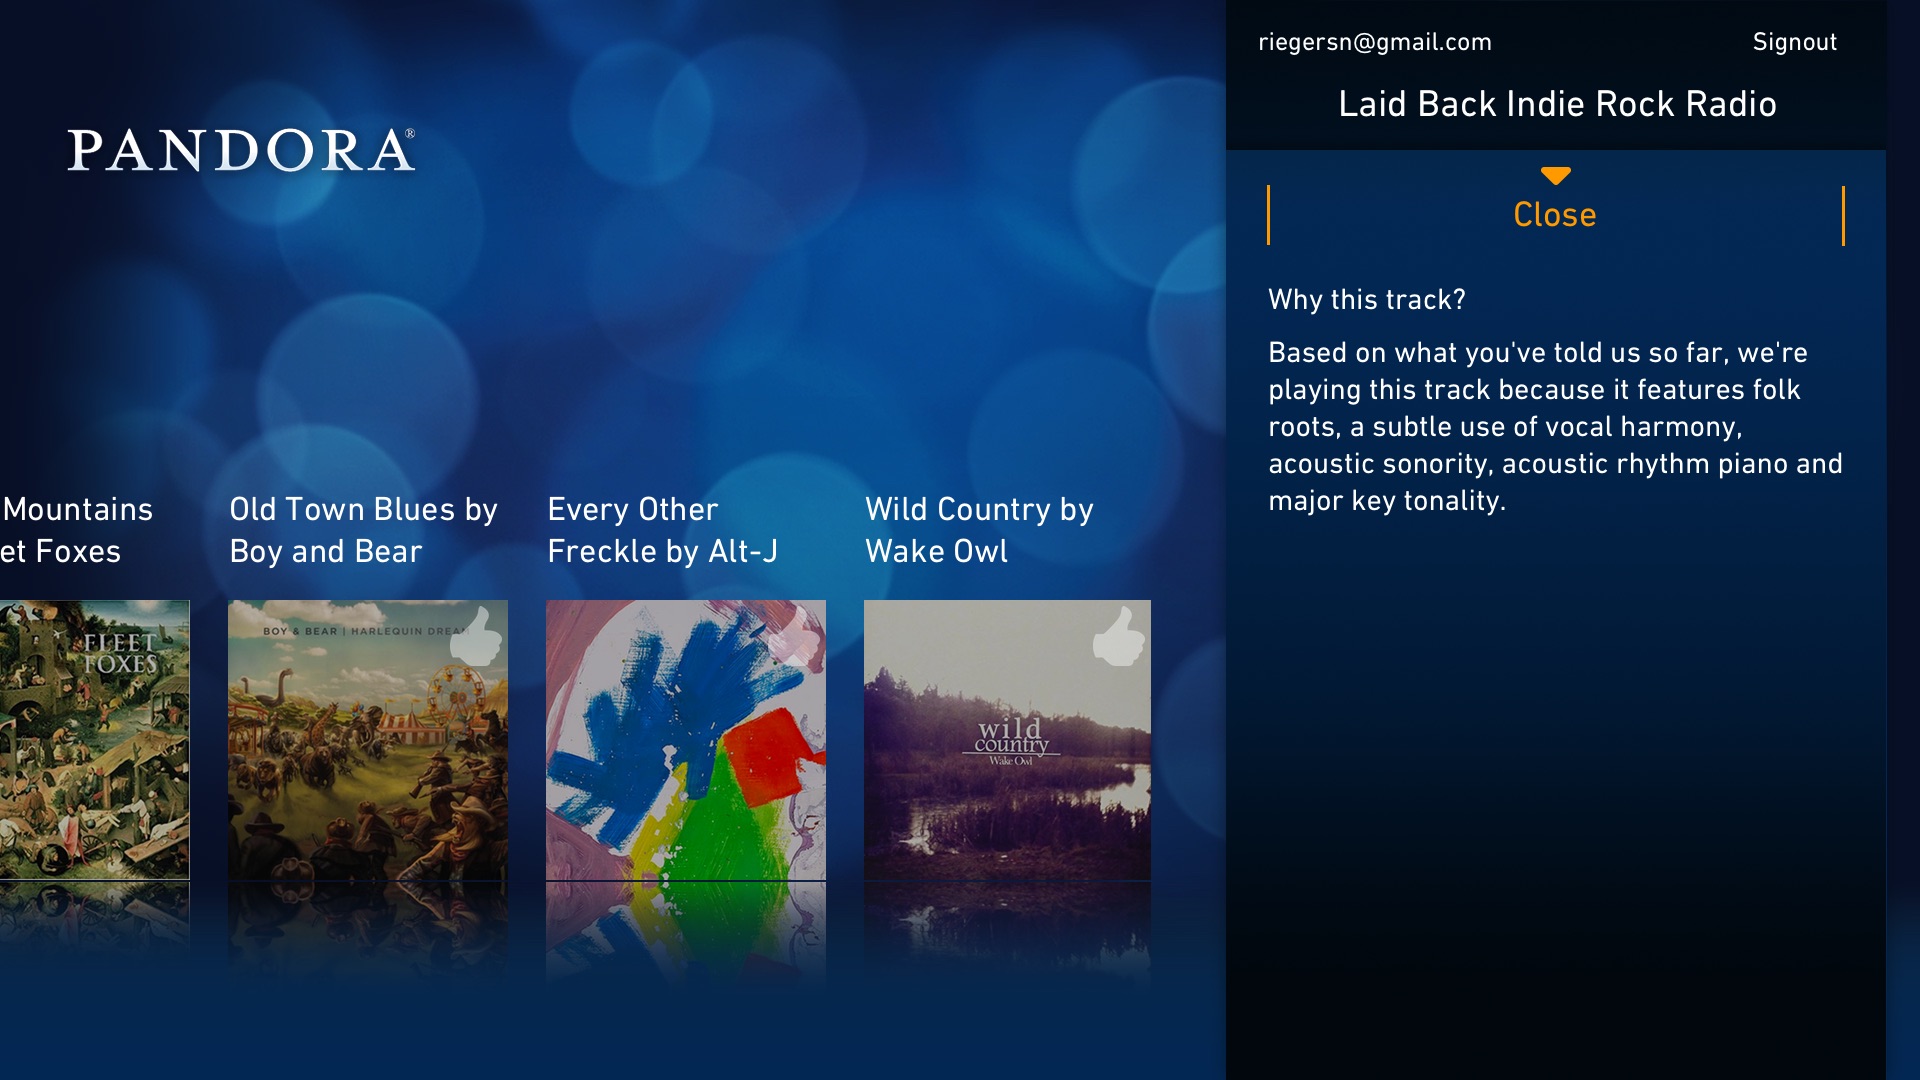 riegersn@gmail.com
Signout
Laid Back Indie Rock Radio
PANDORA®
Close
Why this track?
Based on what you've told us so far, we're
playing this track because it features folk
roots, a subtle use of vocal harmony,
acoustic sonority, acoustic rhythm piano and
major key tonality.
Mountains
et Foxes
Old Town Blues by
Boy and Bear
Every Other
Freckle by Alt-J
Wild Country by
Wake Owl
FLEET
FOXES
BOY & BEAR | HARLEQUIN DREAM
wild
country
Wake Owl